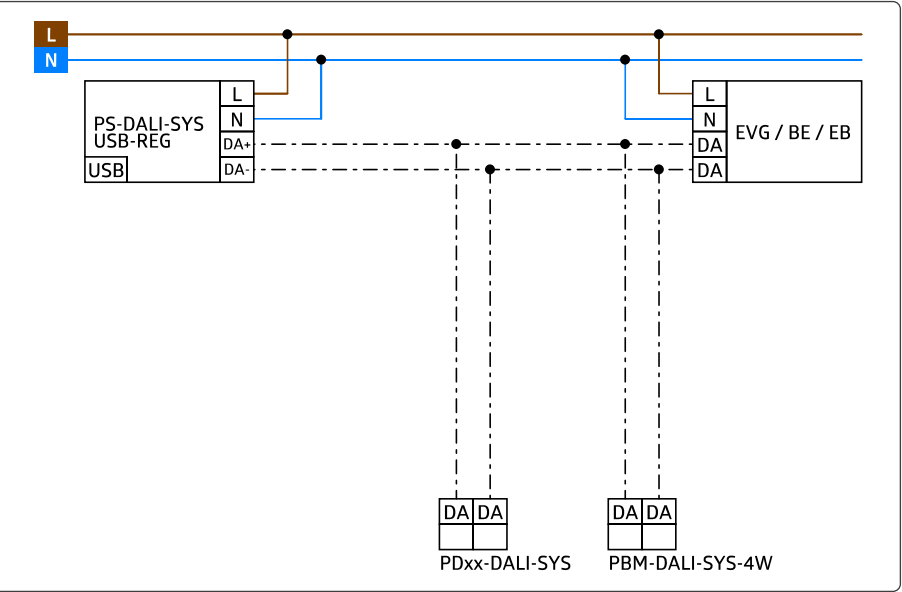 L
N
PS-DALI-SYS
USB-REG
USB
L
N
DA+
DA-
L
N
DA
DA
EVG / BE / EB
DA DA
PDxx-DALI-SYS
DA DA
PBM-DALI-SYS-4W